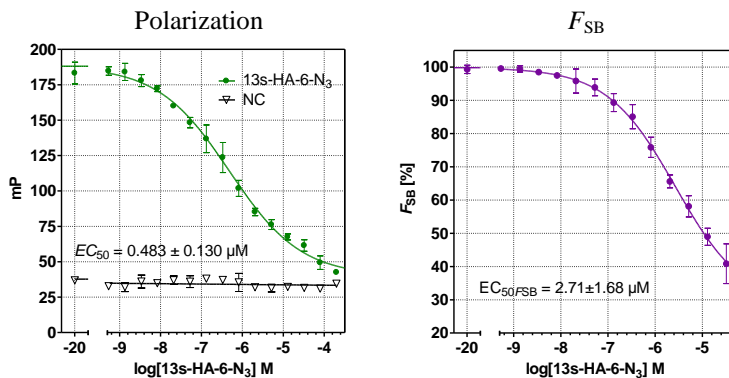 Polarization
200
175
150
125
100
75
50
25
0
mP
13s-HA-6-N₃
NC
EC₅₀ = 0.483 ± 0.130 µM
-20 -9 -8 -7 -6 -5 -4
log[13s-HA-6-N₃] M
F_SB
100
90
80
70
60
50
40
30
20
F_SB [%]
EC₅₀FSB = 2.71±1.68 µM
-20 -9 -8 -7 -6 -5
log[13s-HA-6-N₃] M